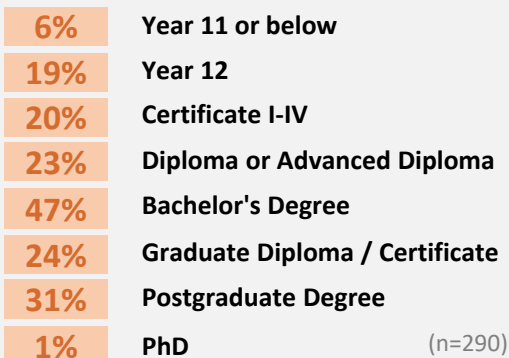 6% Year 11 or below
19% Year 12
20% Certificate I-IV
23% Diploma or Advanced Diploma
47% Bachelor's Degree
24% Graduate Diploma / Certificate
31% Postgraduate Degree
1% PhD (n=290)